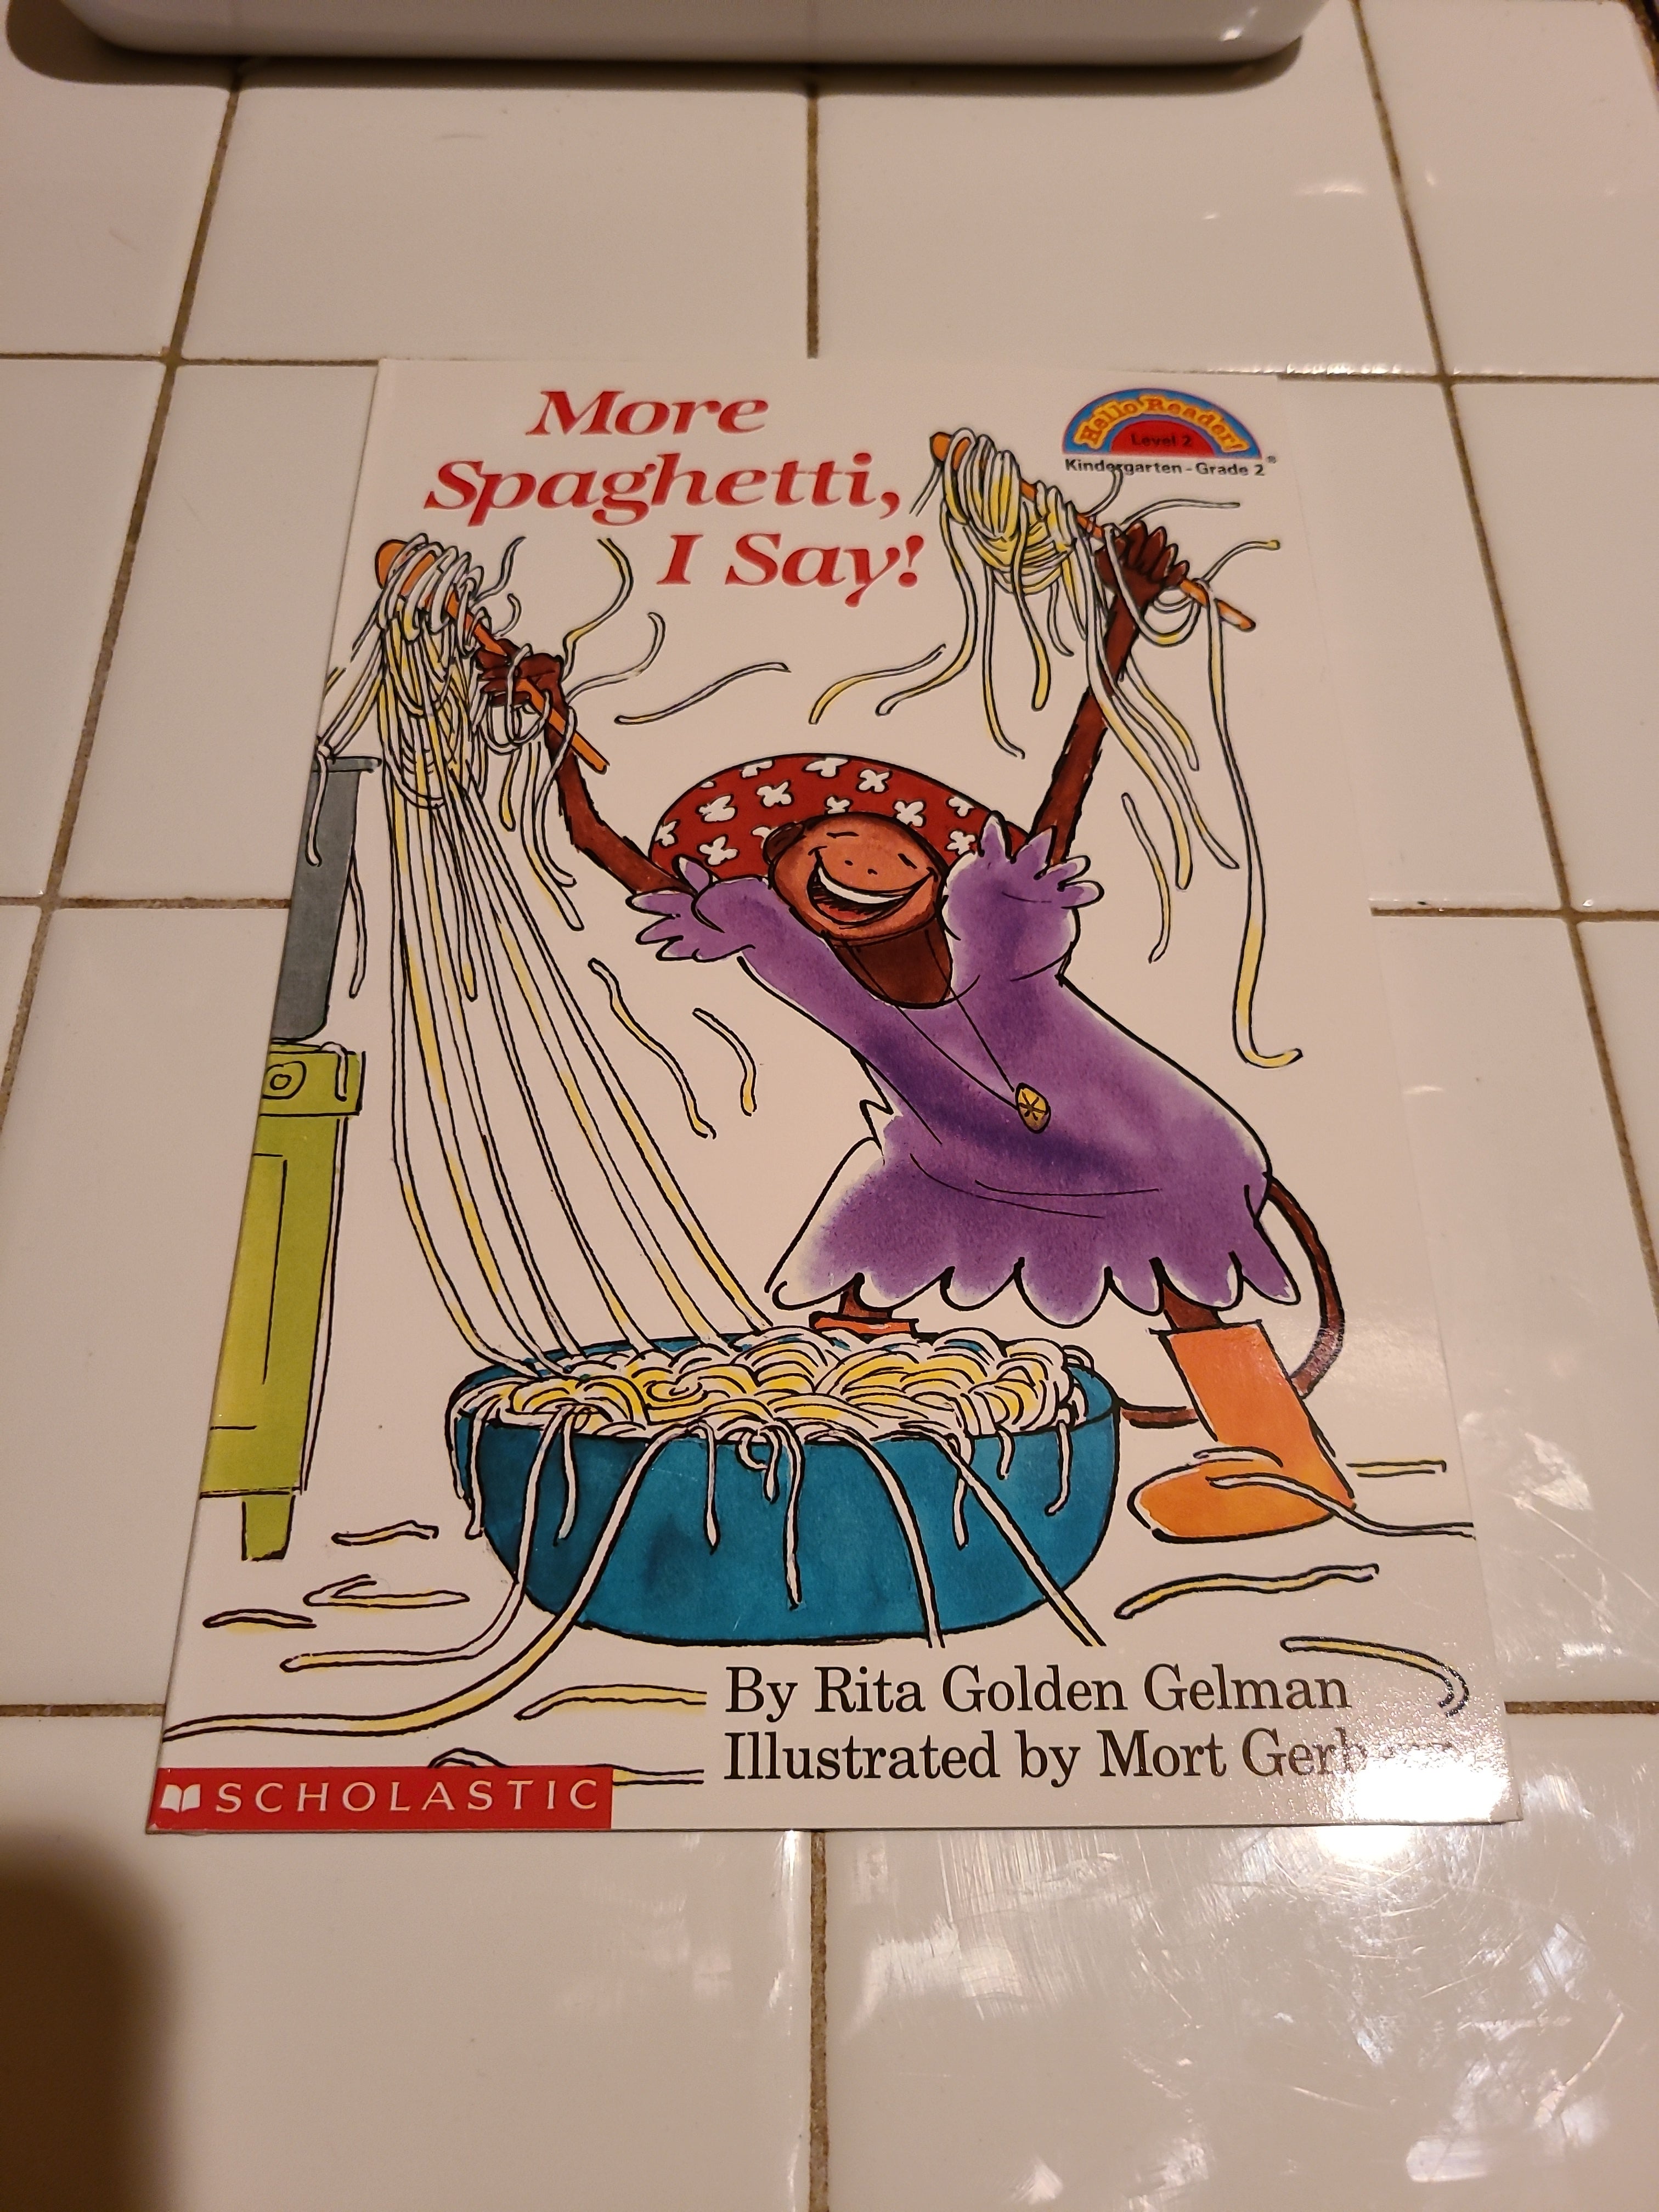 More
Spaghetti,
I Say!
Hello Reader!
Level 2
Kindergarten - Grade 2
By Rita Golden Gelman
Illustrated by Mort
SCHOLASTIC